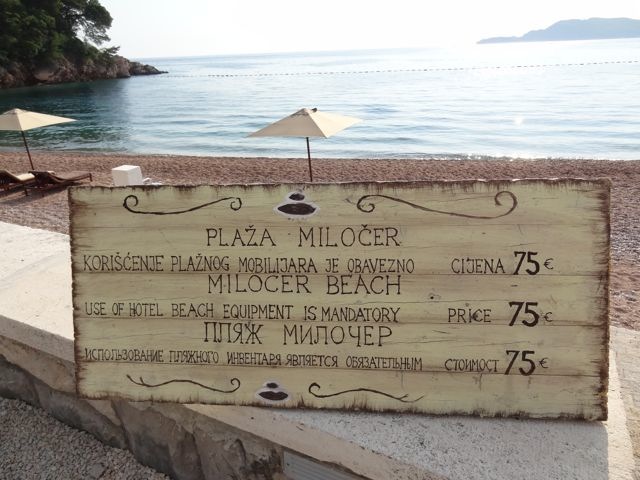 PLAŽA MILOČER
KORIŠĆENJE PLAŽNOG MOBILIJARA JE OBAVEZNO CIJENA 75 €
MILOCER BEACH
USE OF HOTEL BEACH EQUIPMENT IS MANDATORY PRICE 75 €
ПЛЯЖ МИЛОЧЕР
ИСПОЛЬЗОВАНИЕ ПЛЯЖНОГО ИНВЕНТАРЯ ЯВЛЯЕТСЯ ОБЯЗАТЕЛЬНЫМ СТОИМОСТ 75 €